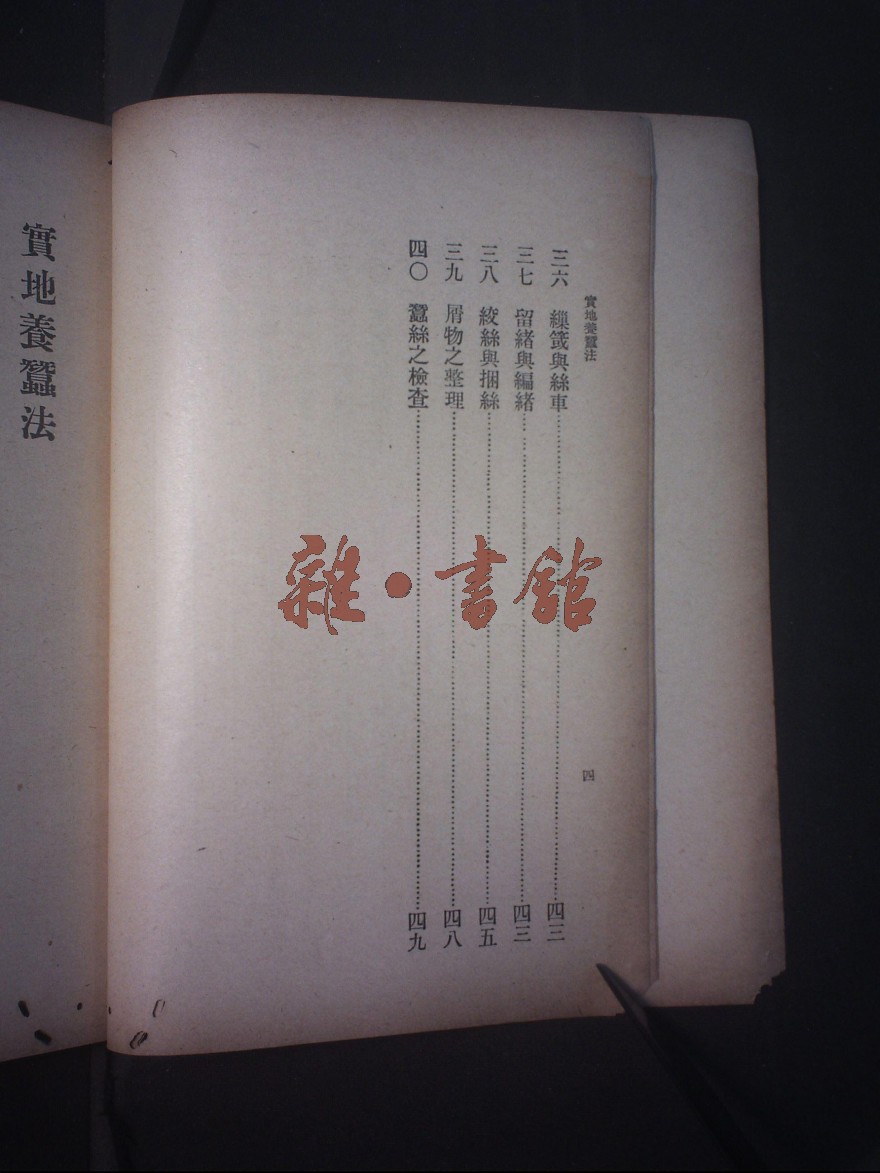 實地養蠶法
三六 繅筬與絲車 四三
三七 留緒與編緒 四三
三八 絞絲與捆絲 四五
三九 屑物之整理 四八
四〇 蠶絲之檢查 四九
四
實地養蠶法
雜·書館